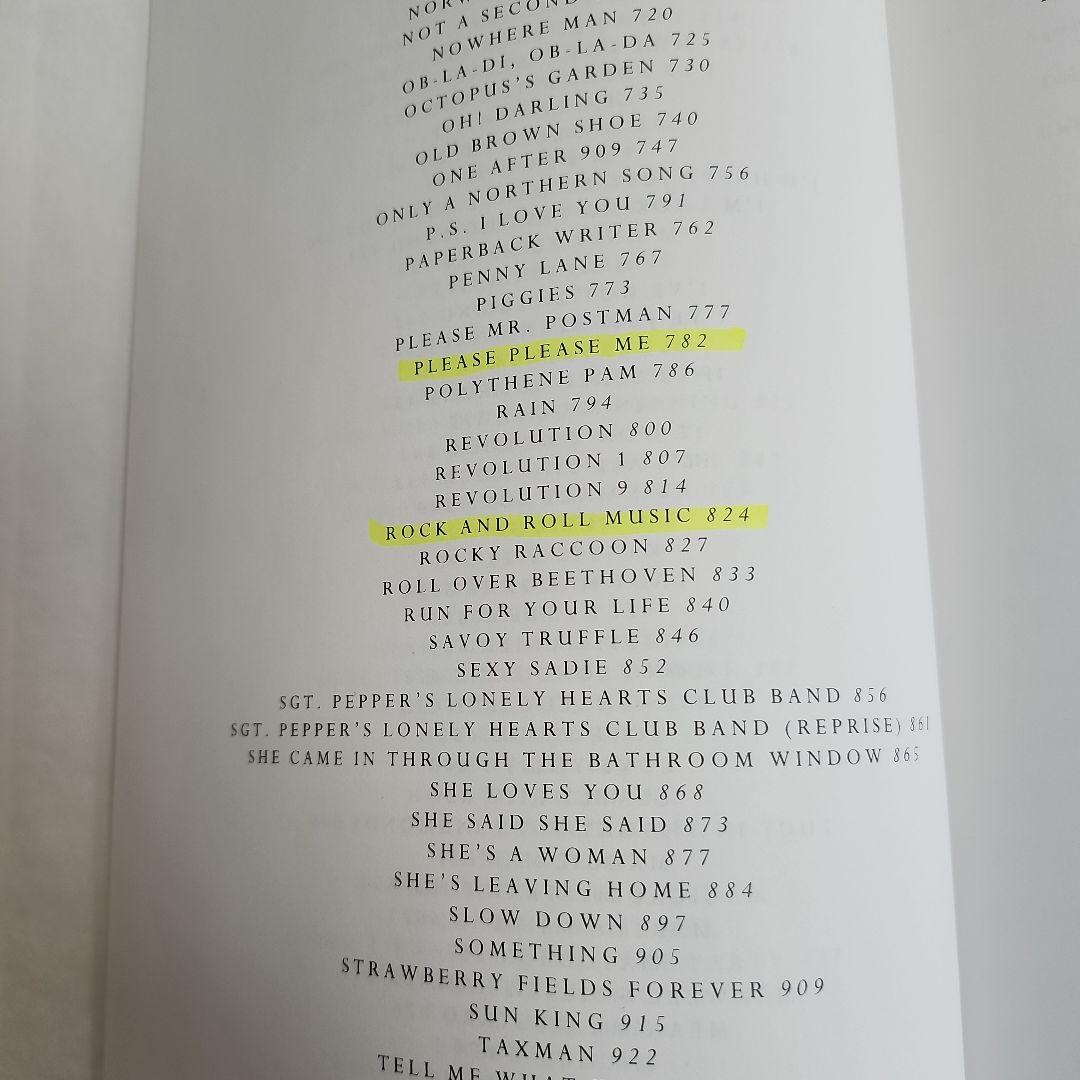 NOT A SECOND
NOWHERE MAN 720
OB-LA-DI, OB-LA-DA 725
OCTOPUS'S GARDEN 730
OH! DARLING 735
OLD BROWN SHOE 740
ONE AFTER 909 747
ONLY A NORTHERN SONG 756
P.S. I LOVE YOU 791
PAPERBACK WRITER 762
PENNY LANE 767
PIGGIES 773
PLEASE MR. POSTMAN 777
PLEASE PLEASE ME 782
POLYTHENE PAM 786
RAIN 794
REVOLUTION 800
REVOLUTION 1 807
REVOLUTION 9 814
ROCK AND ROLL MUSIC 824
ROCKY RACCOON 827
ROLL OVER BEETHOVEN 833
RUN FOR YOUR LIFE 840
SAVOY TRUFFLE 846
SEXY SADIE 852
SGT. PEPPER'S LONELY HEARTS CLUB BAND 856
SGT. PEPPER'S LONELY HEARTS CLUB BAND (REPRISE) 861
SHE CAME IN THROUGH THE BATHROOM WINDOW 865
SHE LOVES YOU 868
SHE SAID SHE SAID 873
SHE'S A WOMAN 877
SHE'S LEAVING HOME 884
SLOW DOWN 897
SOMETHING 905
STRAWBERRY FIELDS FOREVER 909
SUN KING 915
TAXMAN 922
TELL ME WHAT